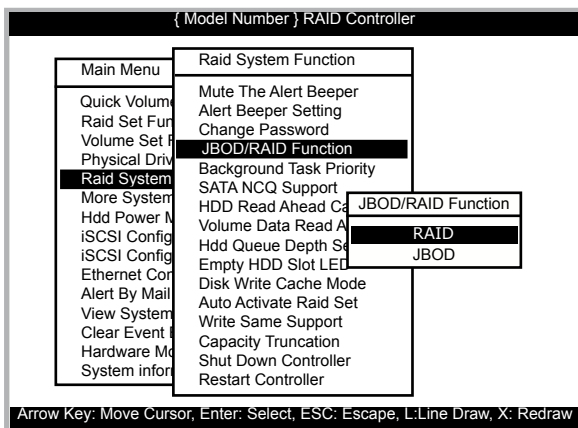 { Model Number } RAID Controller
Main Menu
Quick Volume
Raid Set Fun
Volume Set F
Physical Driv
Raid System
More System
Hdd Power M
iSCSI Config
iSCSI Config
Ethernet Con
Alert By Mail
View System
Clear Event
Hardware Mo
System infor
Raid System Function
Mute The Alert Beeper
Alert Beeper Setting
Change Password
JBOD/RAID Function
Background Task Priority
SATA NCQ Support
HDD Read Ahead Ca
Volume Data Read A
Hdd Queue Depth Se
Empty HDD Slot LED
Disk Write Cache Mode
Auto Activate Raid Set
Write Same Support
Capacity Truncation
Shut Down Controller
Restart Controller
JBOD/RAID Function
RAID
JBOD
Arrow Key: Move Cursor, Enter: Select, ESC: Escape, L:Line Draw, X: Redraw